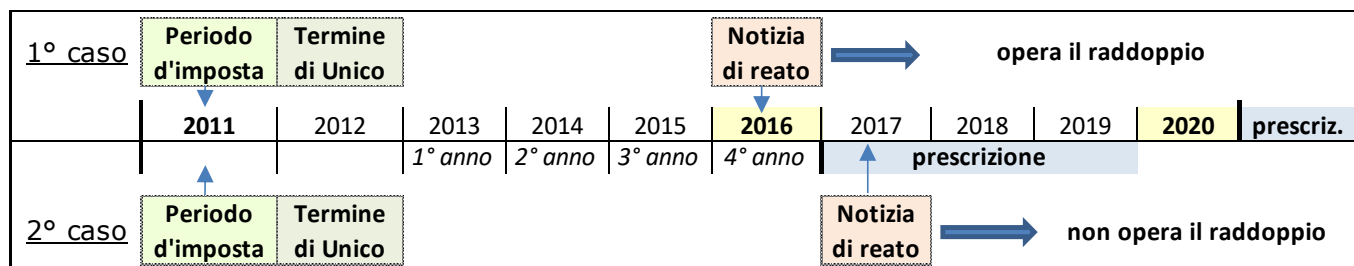 1° caso
Periodo d'imposta
Termine di Unico
Notizia di reato
opera il raddoppio
2011 2012 2013 2014 2015 2016 2017 2018 2019 2020 prescriz.
1° anno 2° anno 3° anno 4° anno prescrizione
2° caso
Periodo d'imposta
Termine di Unico
Notizia di reato
non opera il raddoppio